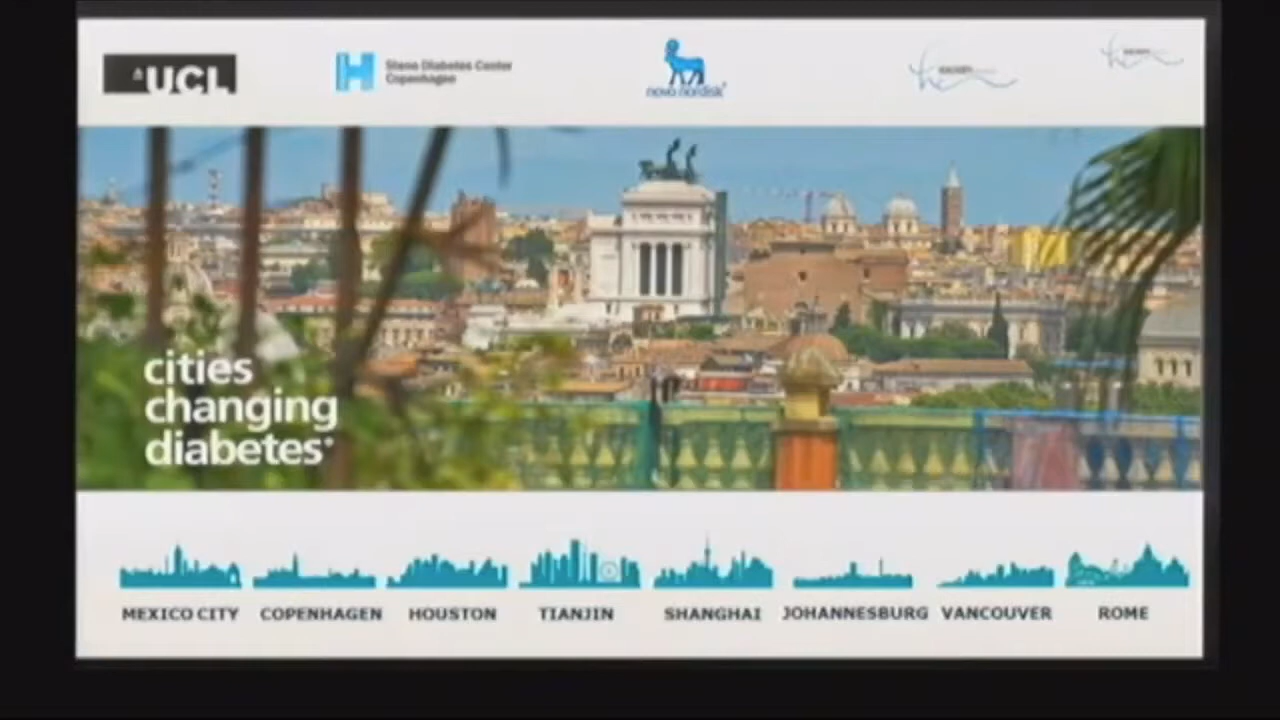 UCL
Steno Diabetes Center
Copenhagen
novo nordisk
cities
changing
diabetes
MEXICO CITY
COPENHAGEN
HOUSTON
TIANJIN
SHANGHAI
JOHANNESBURG
VANCOUVER
ROME